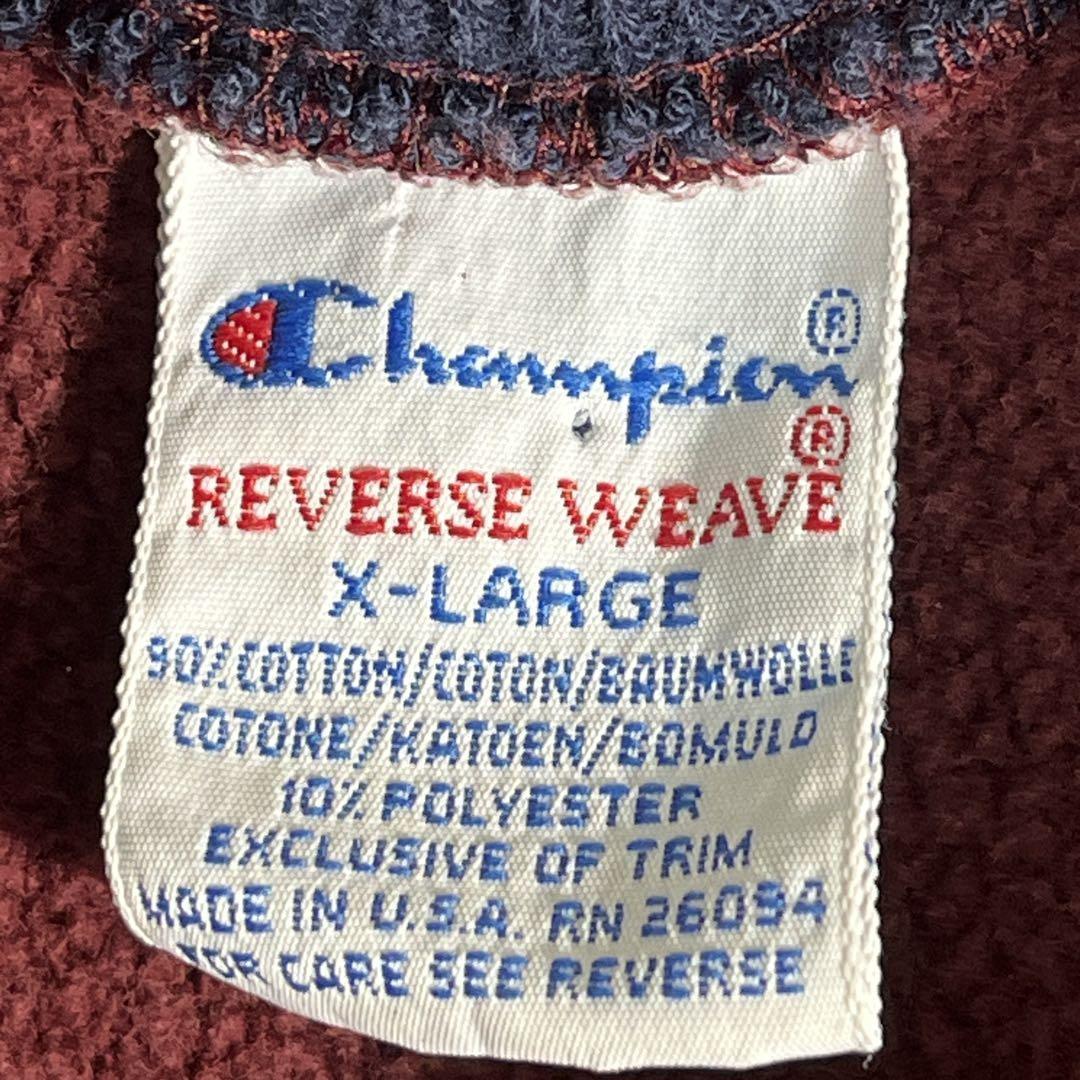 Champion®
REVERSE WEAVE®
X-LARGE
90% COTTON/COTON/BAUMWOLLE
COTONE/KATOEN/BOMULD
10% POLYESTER
EXCLUSIVE OF TRIM
MADE IN U.S.A. RN 26094
FOR CARE SEE REVERSE